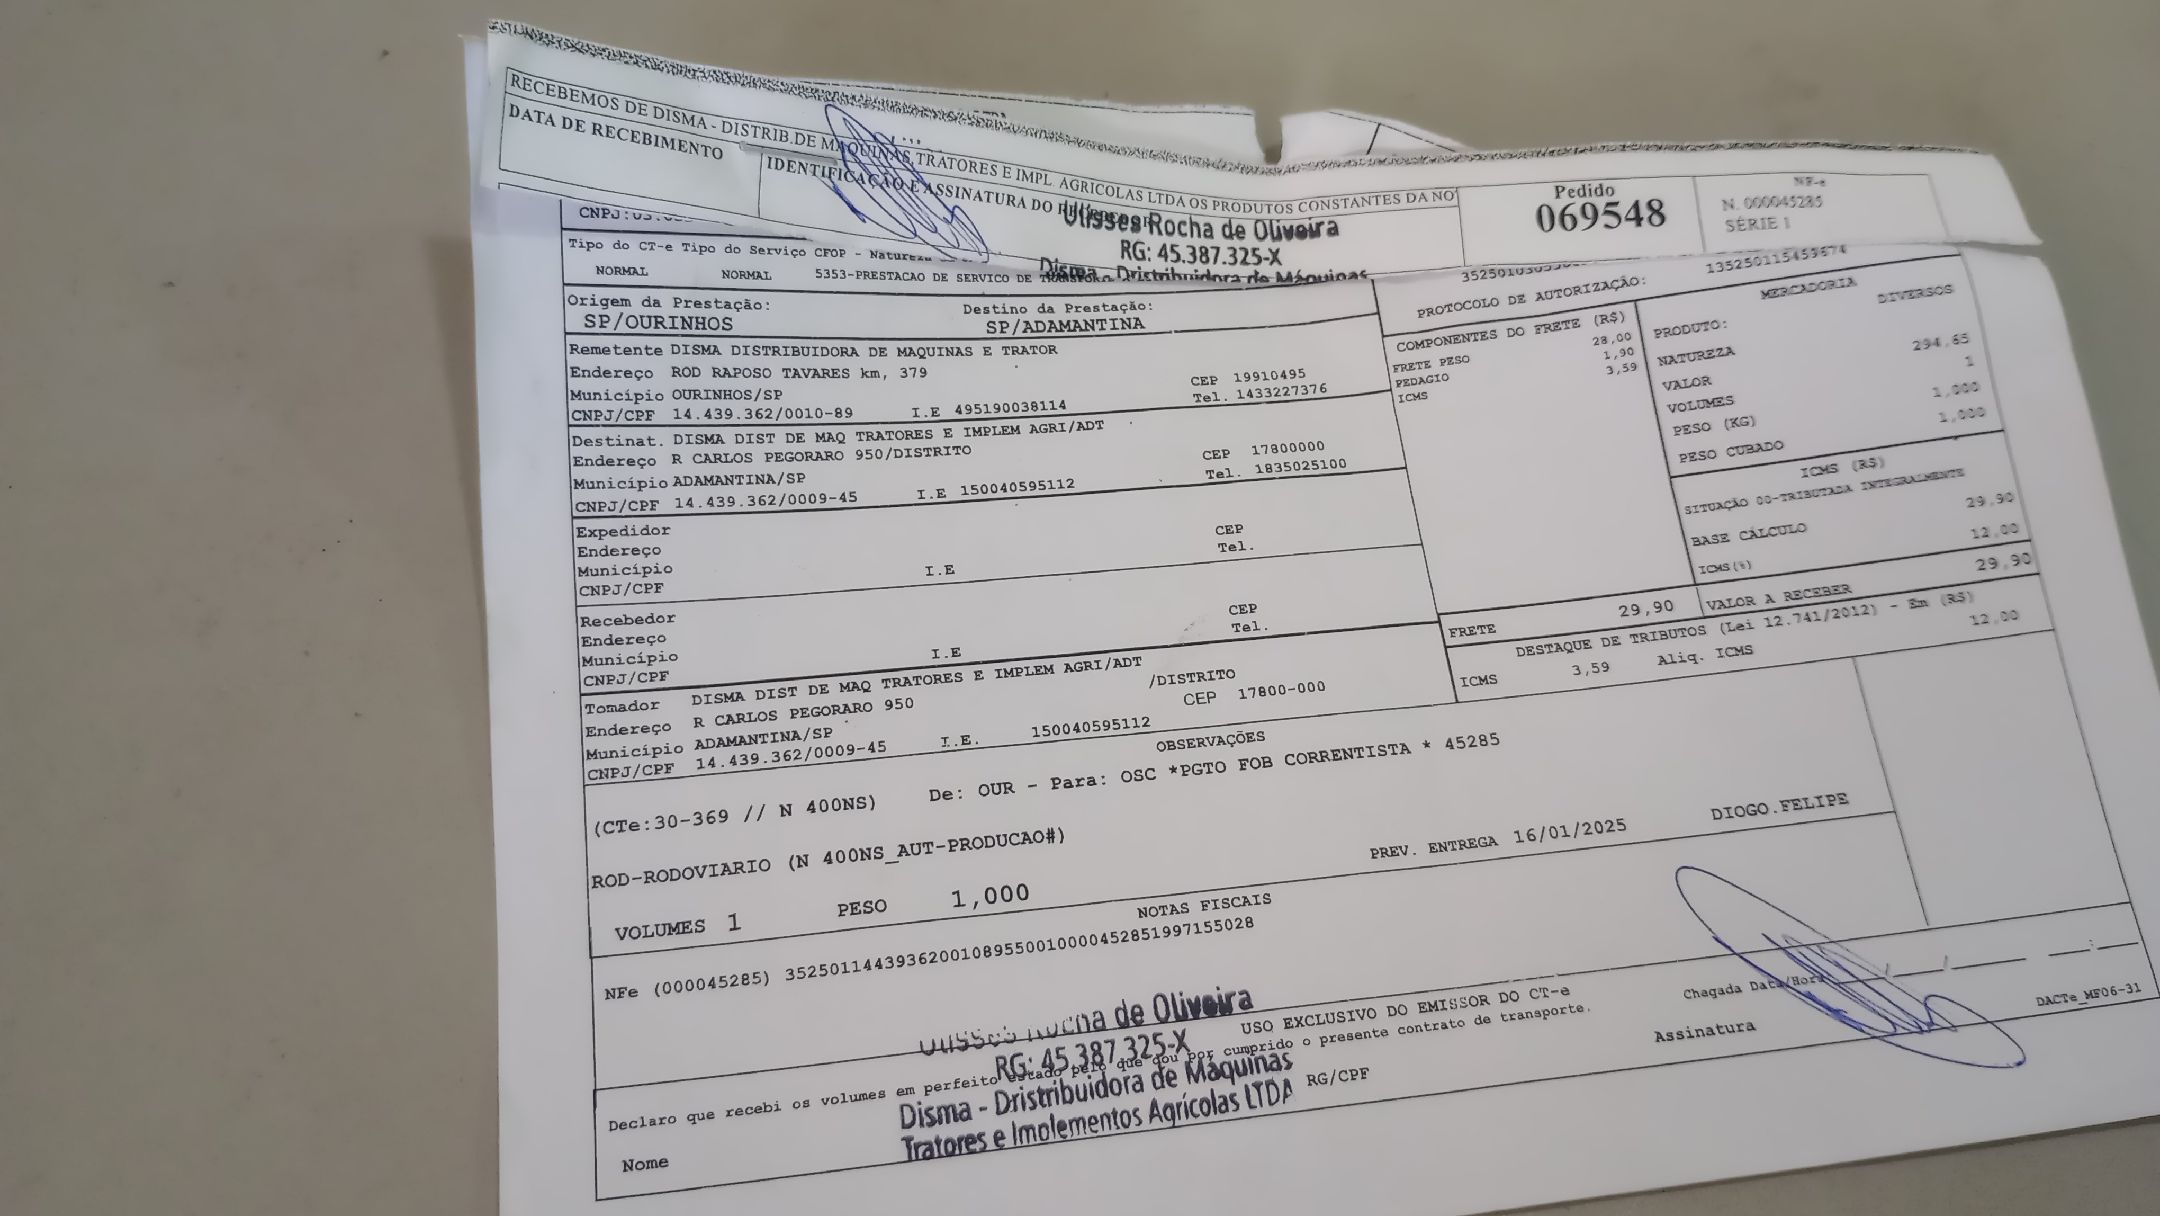 RECEBEMOS DE DISMA - DISTRIB.DE MAQUINAS,TRATORES E IMPL. AGRICOLAS LTDA OS PRODUTOS CONSTANTES DA NO
DATA DE RECEBIMENTO
IDENTIFICAÇÃO E ASSINATURA DO
Ulisses Rocha de Oliveira
RG: 45.387.325-X
Disma - Dristribuidora de Máquinas
Pedido
069548
NF-e
N. 000045285
SÉRIE 1
CNPJ:
Tipo do CT-e Tipo do Serviço CFOP - Natureza
NORMAL NORMAL 5353-PRESTACAO DE SERVICO DE
135250115459674
PROTOCOLO DE AUTORIZAÇÃO:
Origem da Prestação: Destino da Prestação:
SP/OURINHOS SP/ADAMANTINA
Remetente DISMA DISTRIBUIDORA DE MAQUINAS E TRATOR
Endereço ROD RAPOSO TAVARES km, 379 CEP 19910495
Município OURINHOS/SP Tel. 1433227376
CNPJ/CPF 14.439.362/0010-89 I.E 495190038114
Destinat. DISMA DIST DE MAQ TRATORES E IMPLEM AGRI/ADT
Endereço R CARLOS PEGORARO 950/DISTRITO CEP 17800000
Município ADAMANTINA/SP Tel. 1835025100
CNPJ/CPF 14.439.362/0009-45 I.E 150040595112
Expedidor
Endereço CEP
Município Tel.
CNPJ/CPF I.E
Recebedor
Endereço CEP
Município Tel.
CNPJ/CPF I.E
Tomador DISMA DIST DE MAQ TRATORES E IMPLEM AGRI/ADT
Endereço R CARLOS PEGORARO 950 /DISTRITO
Município ADAMANTINA/SP CEP 17800-000
CNPJ/CPF 14.439.362/0009-45 I.E. 150040595112
COMPONENTES DO FRETE (R$)
FRETE PESO 28,00
PEDAGIO 1,90
ICMS 3,59
MERCADORIA
PRODUTO: DIVERSOS
NATUREZA
VALOR 294,65
VOLUMES 1
PESO (KG) 1,000
PESO CUBADO 1,000
ICMS (R$)
SITUAÇÃO 00-TRIBUTADA INTEGRALMENTE
BASE CÁLCULO 29,90
ICMS(%) 12,00
FRETE 29,90 VALOR A RECEBER 29,90
DESTAQUE DE TRIBUTOS (Lei 12.741/2012) - Em (R$)
ICMS 3,59 Aliq. ICMS 12,00
OBSERVAÇÕES
(CTe:30-369 // N 400NS) De: OUR - Para: OSC *PGTO FOB CORRENTISTA * 45285
ROD-RODOVIARIO (N 400NS_AUT-PRODUCAO#)
PREV. ENTREGA 16/01/2025 DIOGO.FELIPE
VOLUMES 1 PESO 1,000
NOTAS FISCAIS
NFe (000045285) 35250114439362001089550010000452851997155028
Ulisses Rocha de Oliveira
RG: 45.387.325-X
Disma - Dristribuidora de Máquinas
Tratores e Imolementos Agrícolas LTDA
USO EXCLUSIVO DO EMISSOR DO CT-e
Declaro que recebi os volumes em perfeito estado pelo que dou por cumprido o presente contrato de transporte.
Nome RG/CPF
Chagada Data/Hora / / :
Assinatura
DACTe_MF06-31